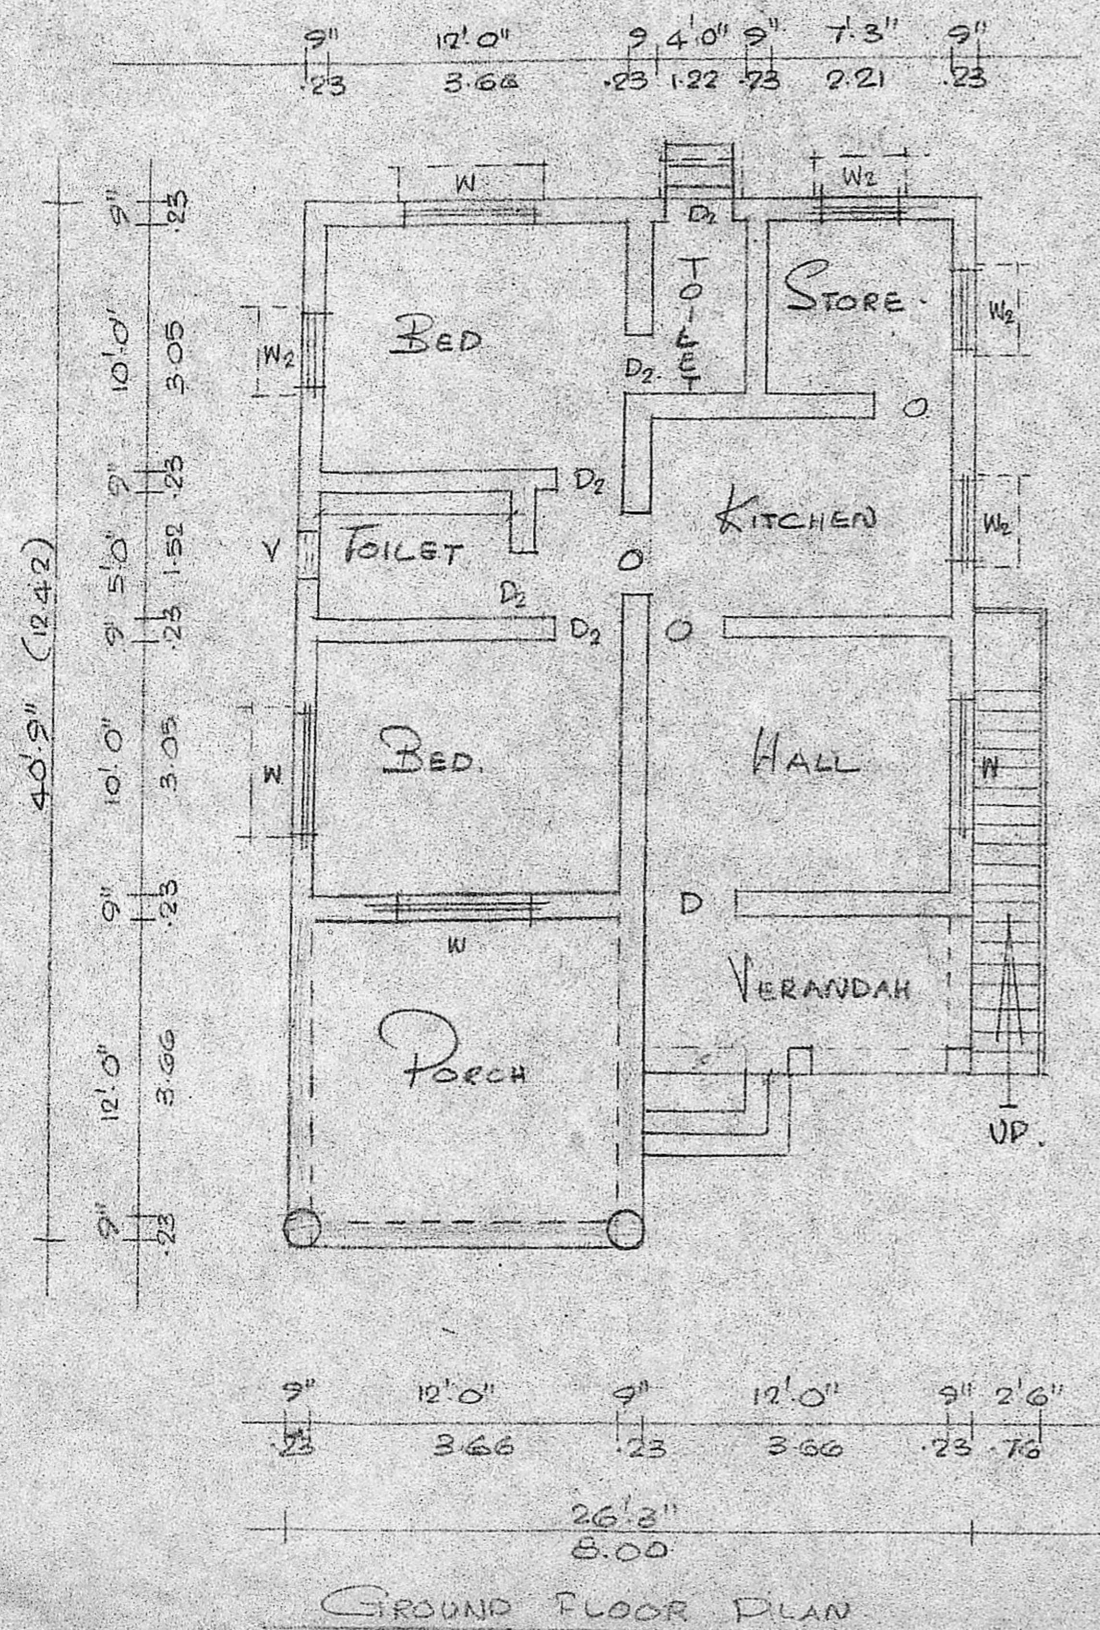 9" 12'.0" 9 4'.0" 9" 7'.3" 9"
.23 3.66 .23 1.22 .23 2.21 .23
W
W2
D2
9"
.23
TOILET
STORE.
W2
BED
W2
10'.0"
3.05
D2.
O
9"
.23
D2
KITCHEN
W2
V
TOILET
O
5'.0"
1.52
D2
9"
.23
D2
O
40'.9" (12.42)
10'.0"
3.05
W
BED.
HALL
W
9"
.23
D
W
VERANDAH
PORCH
12'.0"
3.66
UP.
9"
.23
9" 12'.0" 9" 12'.0" 9" 2'.6"
.23 3.66 .23 3.66 .23 .76
26'.3"
8.00
GROUND FLOOR PLAN